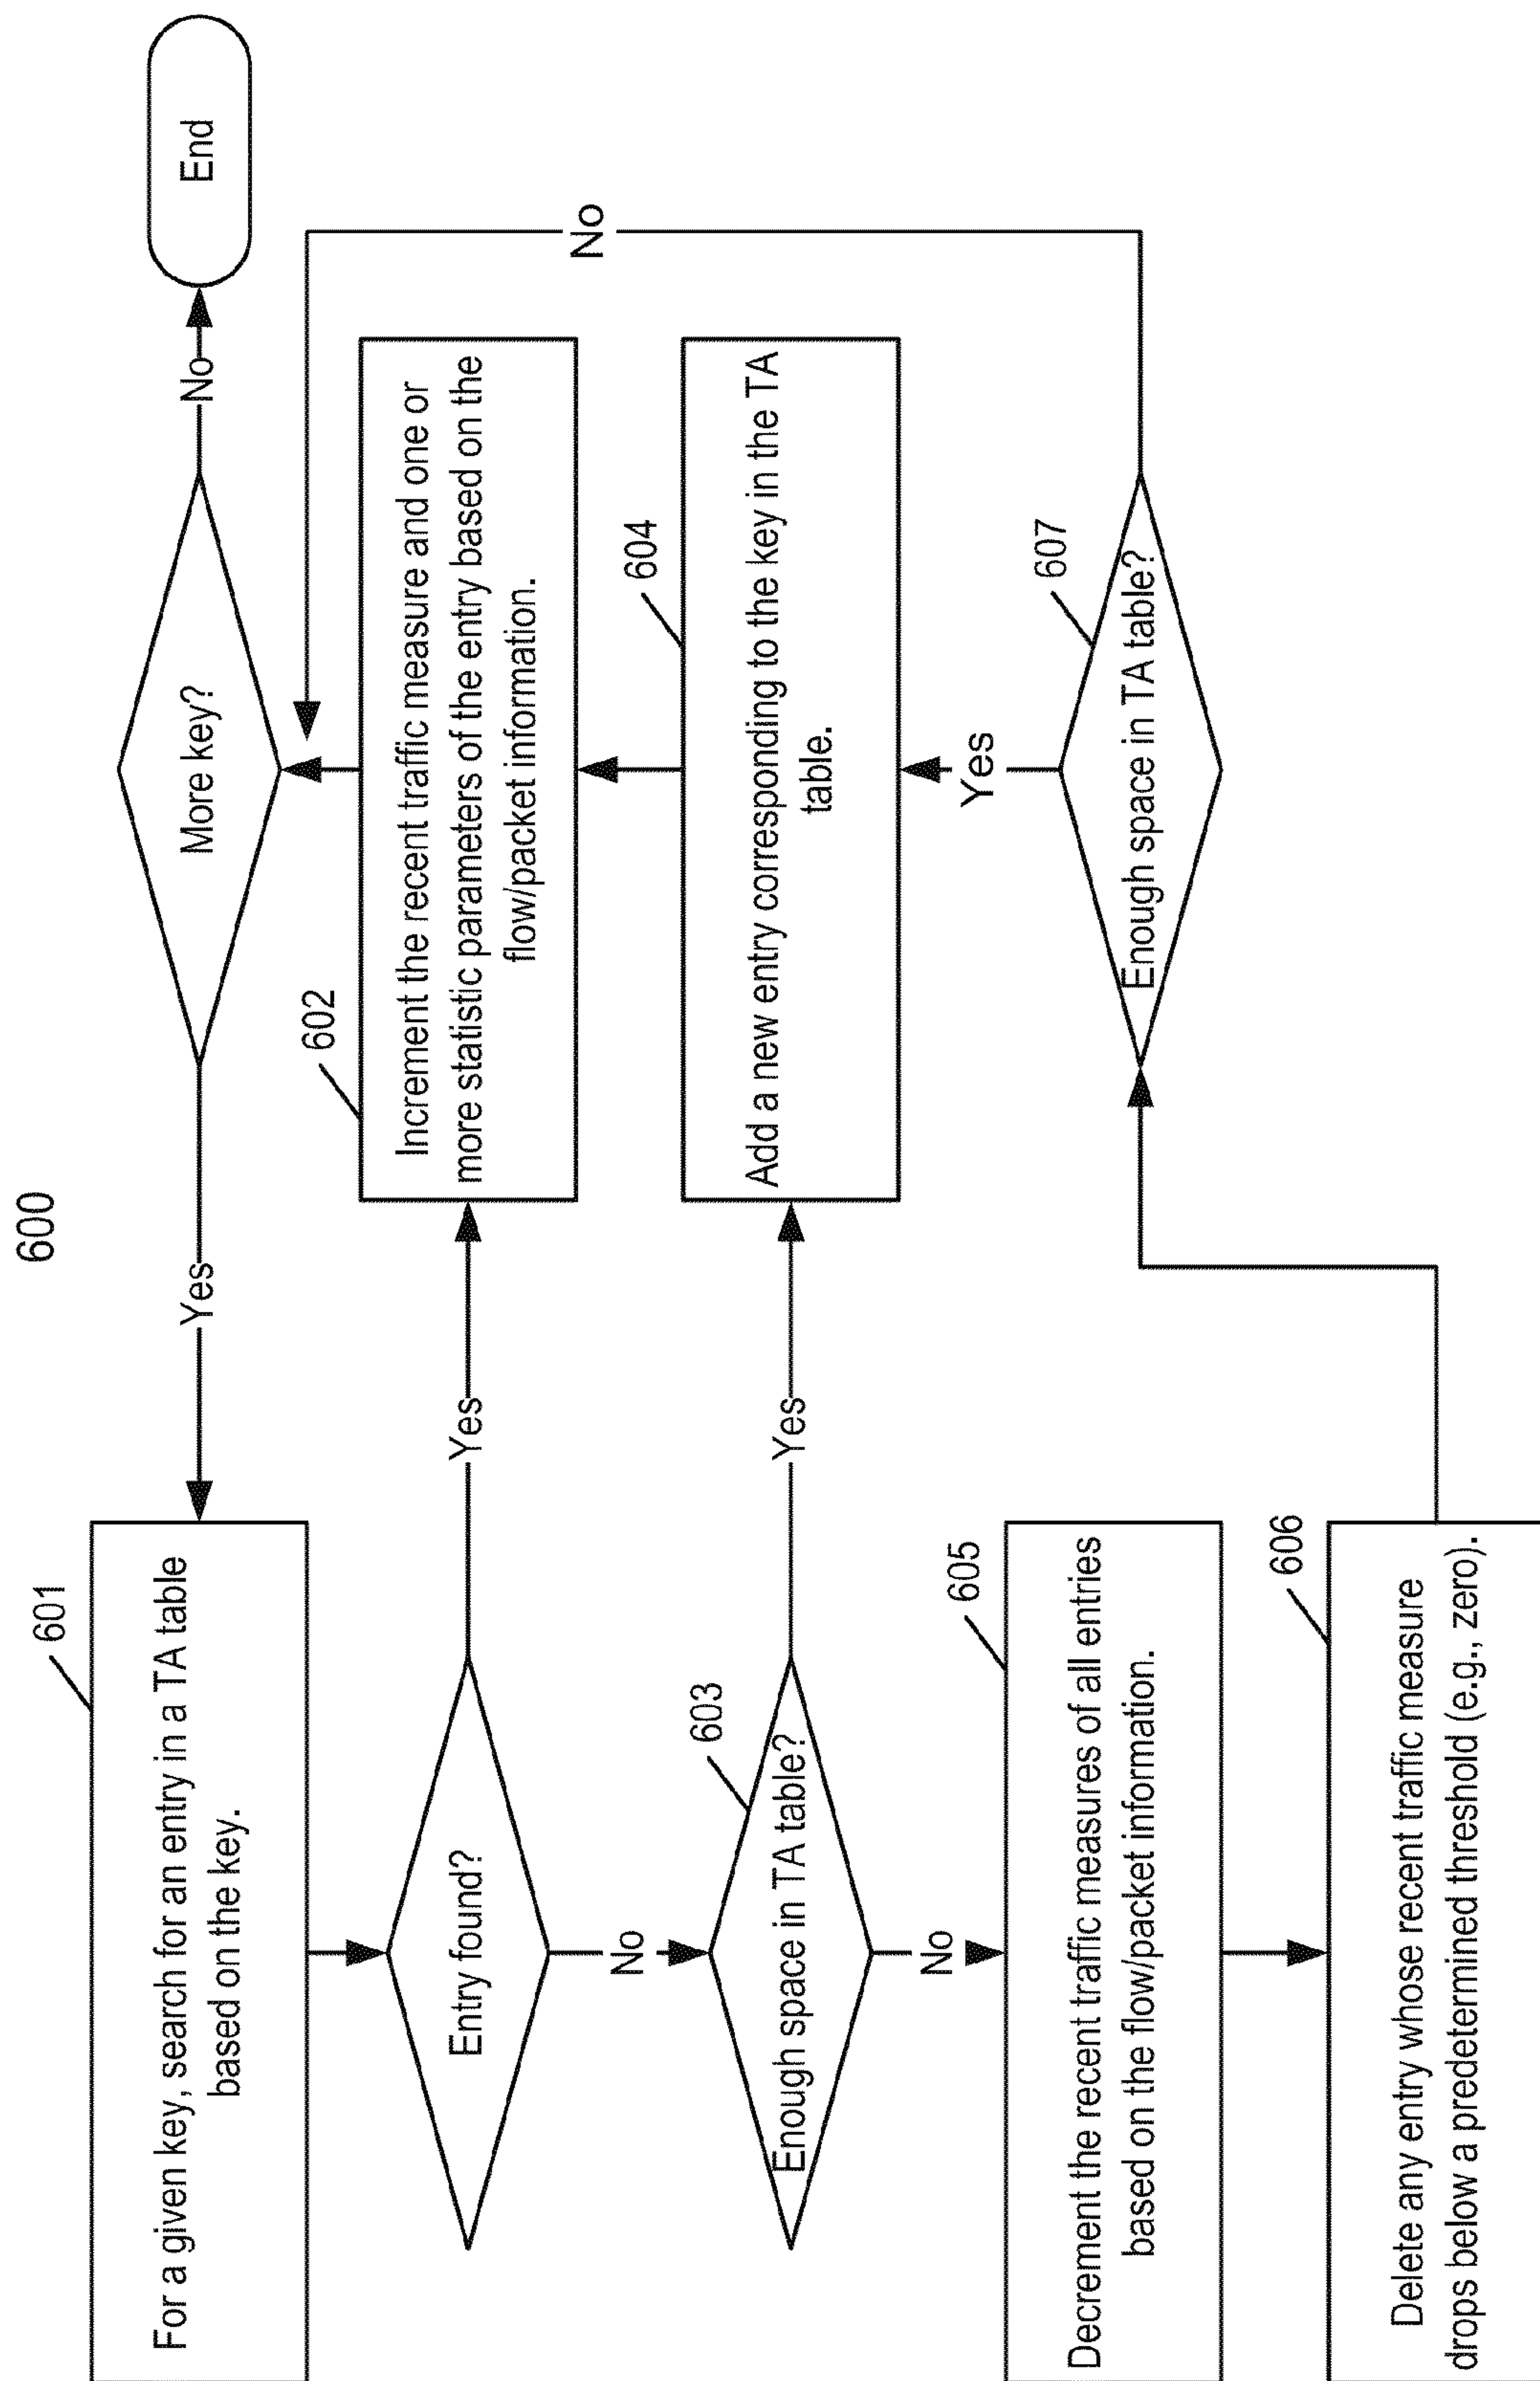 600
601
For a given key, search for an entry in a TA table
based on the key.
Yes
More key?
No
End
Entry found?
Yes
602
Increment the recent traffic measure and one or
more statistic parameters of the entry based on the
flow/packet information.
No
603
Enough space in TA table?
Yes
604
Add a new entry corresponding to the key in the TA
table.
No
No
605
Decrement the recent traffic measures of all entries
based on the flow/packet information.
Yes
607
Enough space in TA table?
606
Delete any entry whose recent traffic measure
drops below a predetermined threshold (e.g., zero).